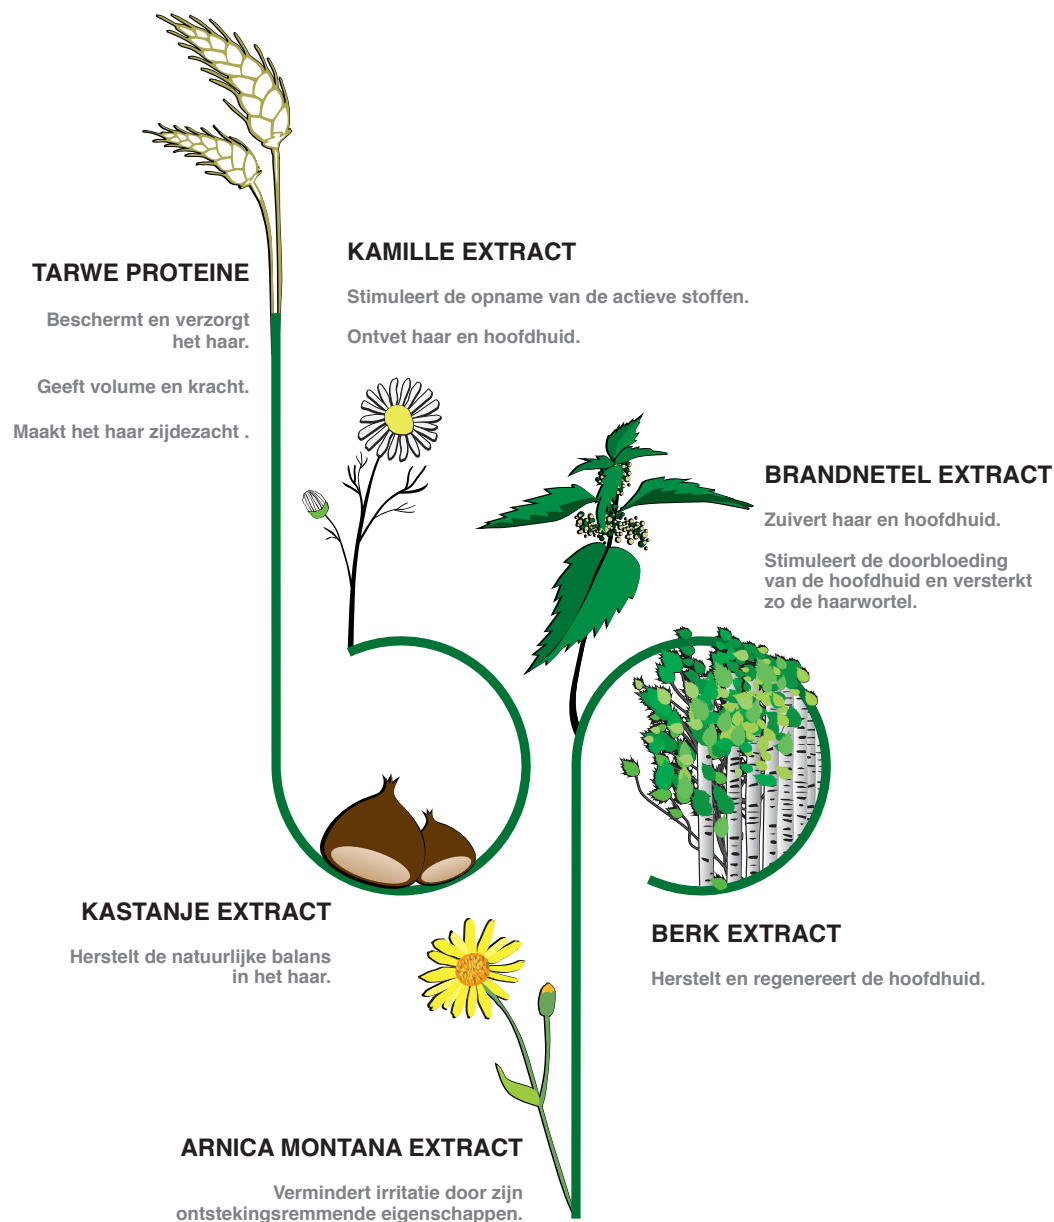 KAMILLE EXTRACT
Stimuleert de opname van de actieve stoffen.
Ontvet haar en hoofdhuid.
TARWE PROTEINE
Beschermt en verzorgt
het haar.
Geeft volume en kracht.
Maakt het haar zijdezacht .
BRANDNETEL EXTRACT
Zuivert haar en hoofdhuid.
Stimuleert de doorbloeding
van de hoofdhuid en versterkt
zo de haarwortel.
KASTANJE EXTRACT
Herstelt de natuurlijke balans
in het haar.
BERK EXTRACT
Herstelt en regenereert de hoofdhuid.
ARNICA MONTANA EXTRACT
Vermindert irritatie door zijn
ontstekingsremmende eigenschappen.